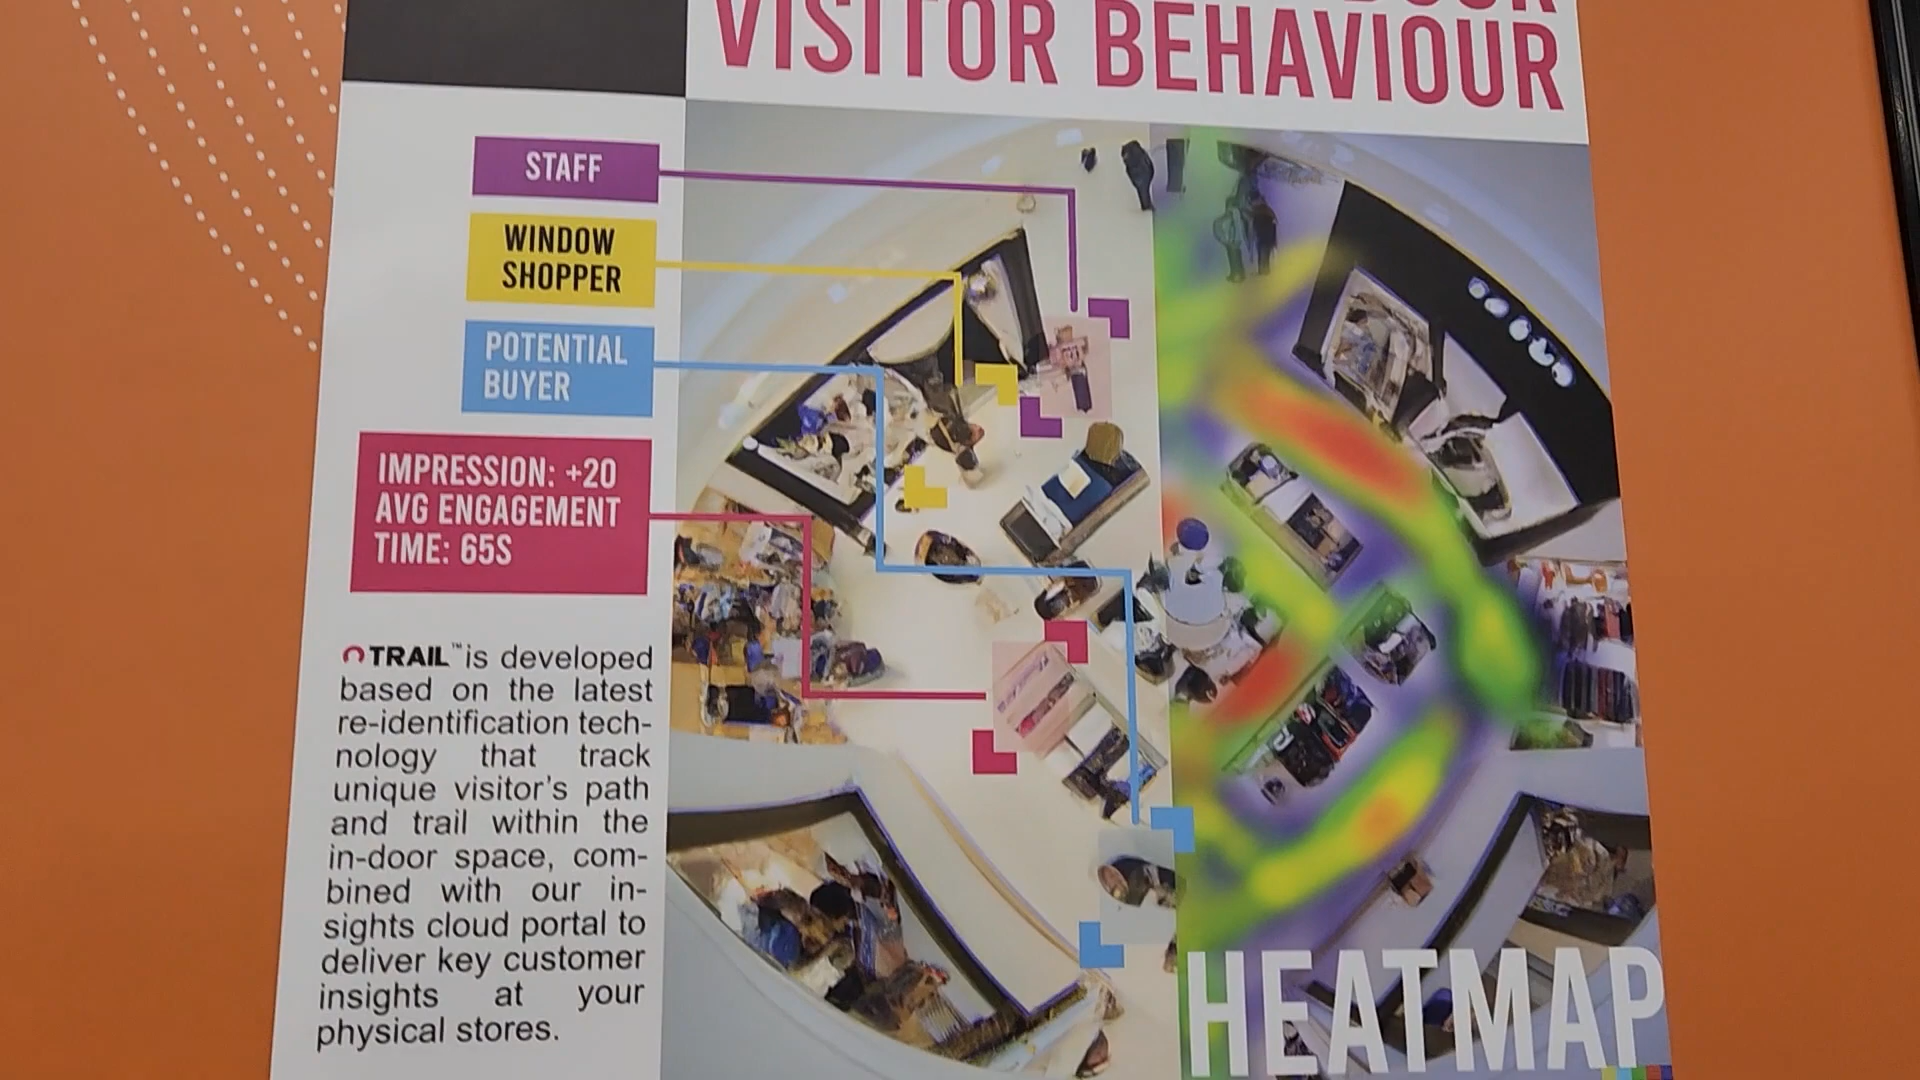 VISITOR BEHAVIOUR
STAFF
WINDOW
SHOPPER
POTENTIAL
BUYER
IMPRESSION: +20
AVG ENGAGEMENT
TIME: 65S
TRAIL™ is developed
based on the latest
re-identification tech-
nology that track
unique visitor's path
and trail within the
in-door space, com-
bined with our in-
sights cloud portal to
deliver key customer
insights at your
physical stores.
HEATMAP